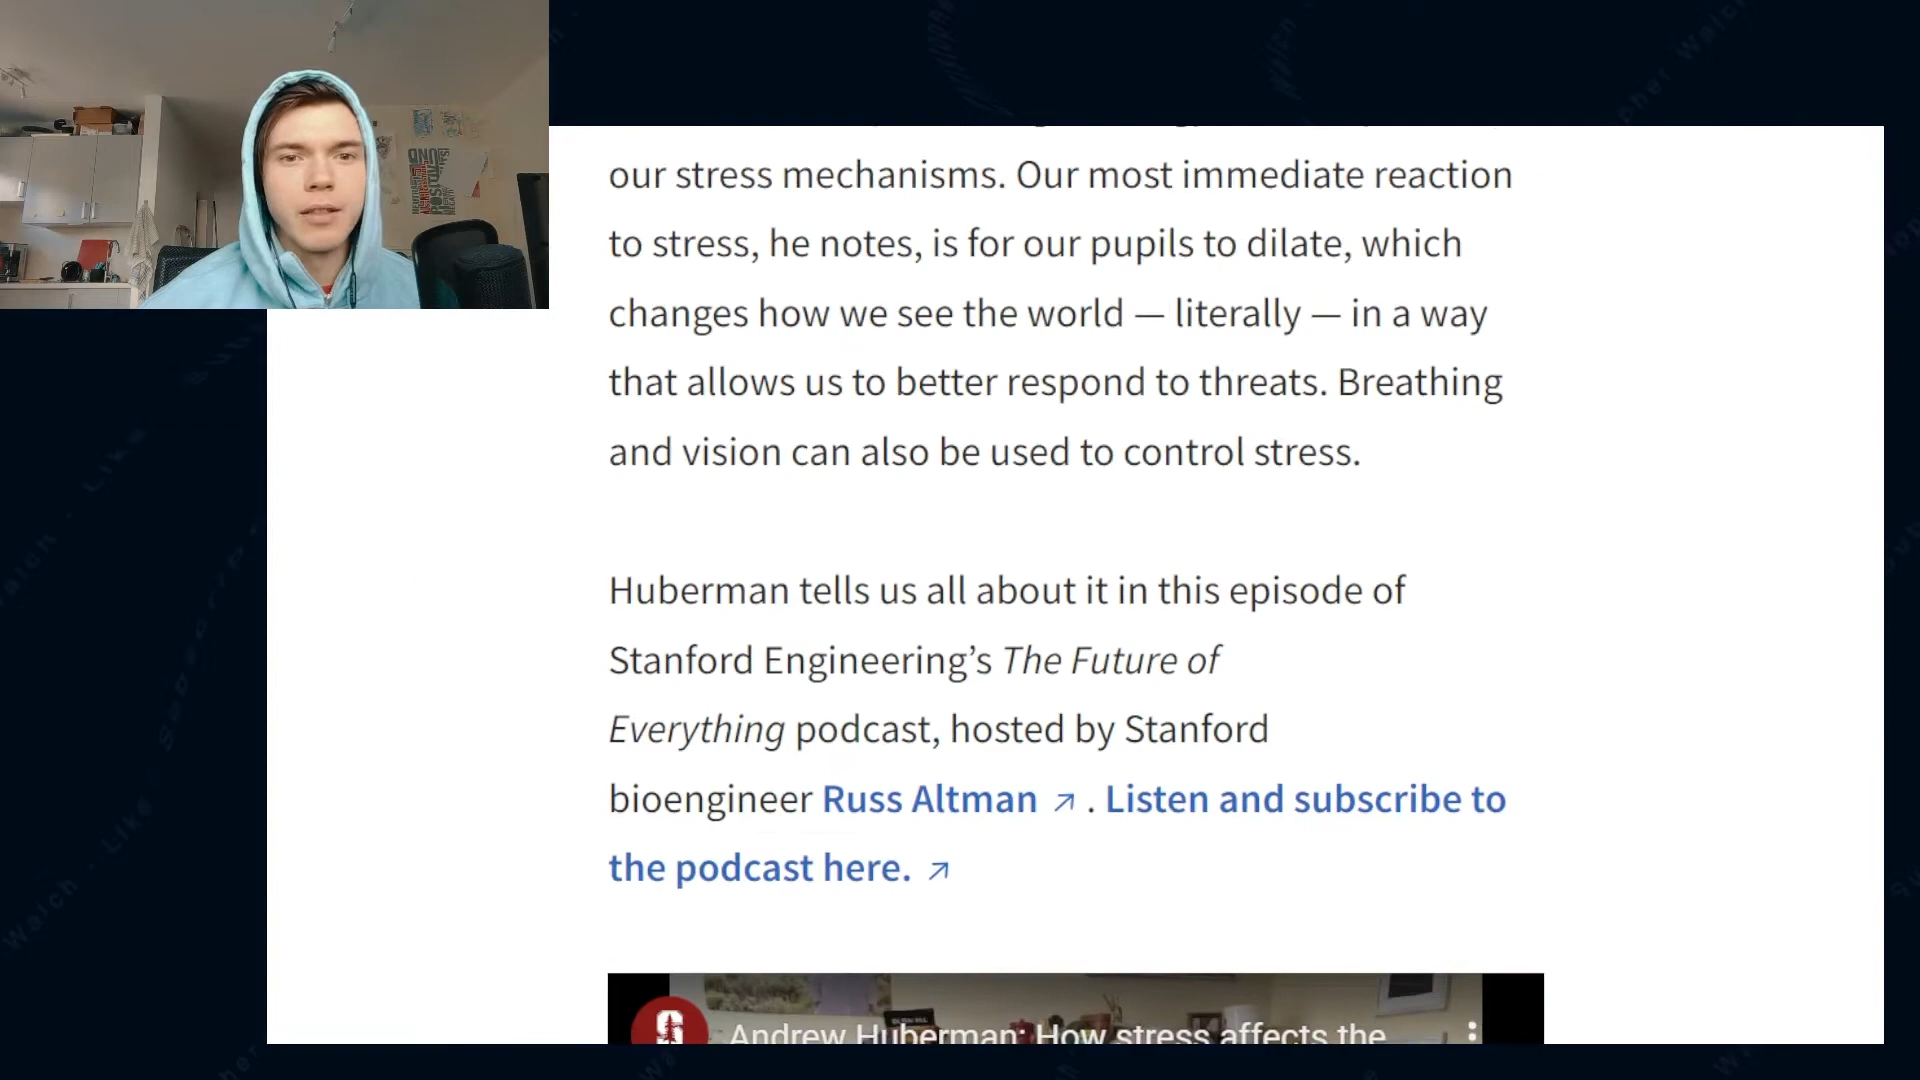 our stress mechanisms. Our most immediate reaction
to stress, he notes, is for our pupils to dilate, which
changes how we see the world — literally — in a way
that allows us to better respond to threats. Breathing
and vision can also be used to control stress.
Huberman tells us all about it in this episode of
Stanford Engineering’s The Future of
Everything podcast, hosted by Stanford
bioengineer Russ Altman ↗ . Listen and subscribe to
the podcast here. ↗
Andrew Huberman: How stress affects the